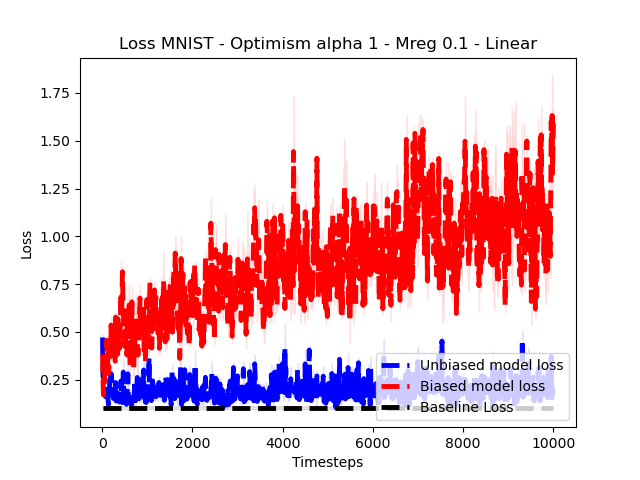 Loss MNIST - Optimism alpha 1 - Mreg 0.1 - Linear
Loss
1.75
1.50
1.25
1.00
0.75
0.50
0.25
Unbiased model loss
Biased model loss
Baseline Loss
0 2000 4000 6000 8000 10000
Timesteps